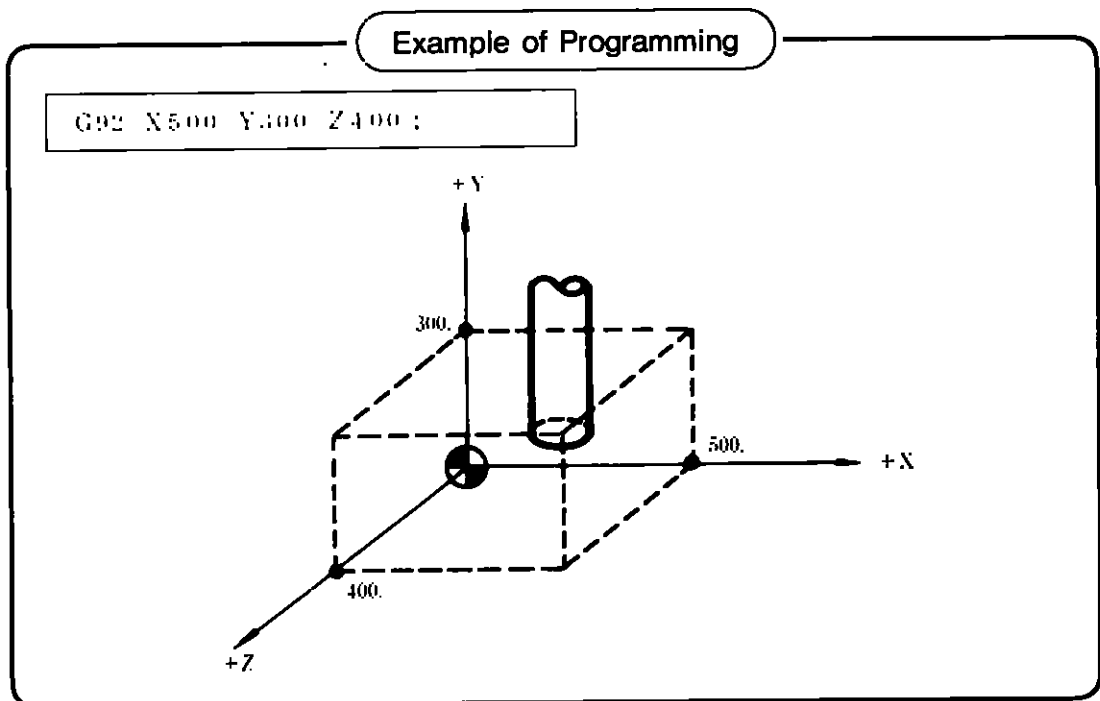 Example of Programming
G92 X500 Y300 Z400 ;
+Y
300.
500.
+X
400.
+Z